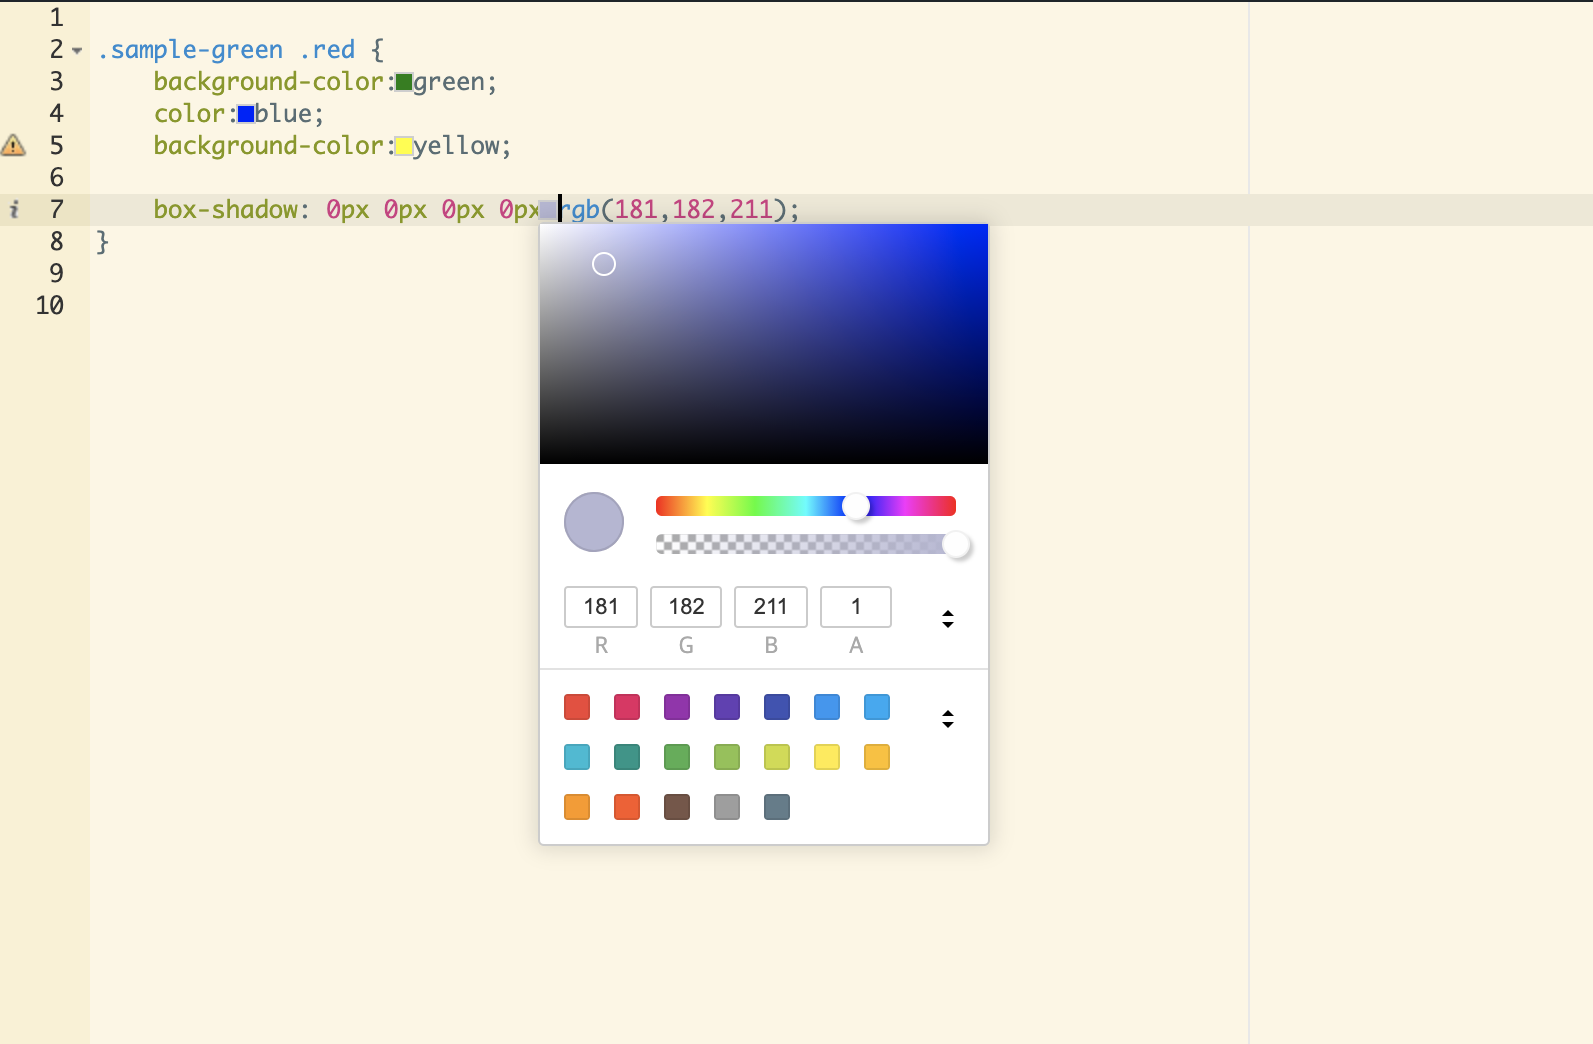 1
2 .sample-green .red {
3 background-color:green;
4 color:blue;
5 background-color:yellow;
6
7 box-shadow: 0px 0px 0px 0px rgb(181,182,211);
8 }
9
10
181 182 211 1
R G B A